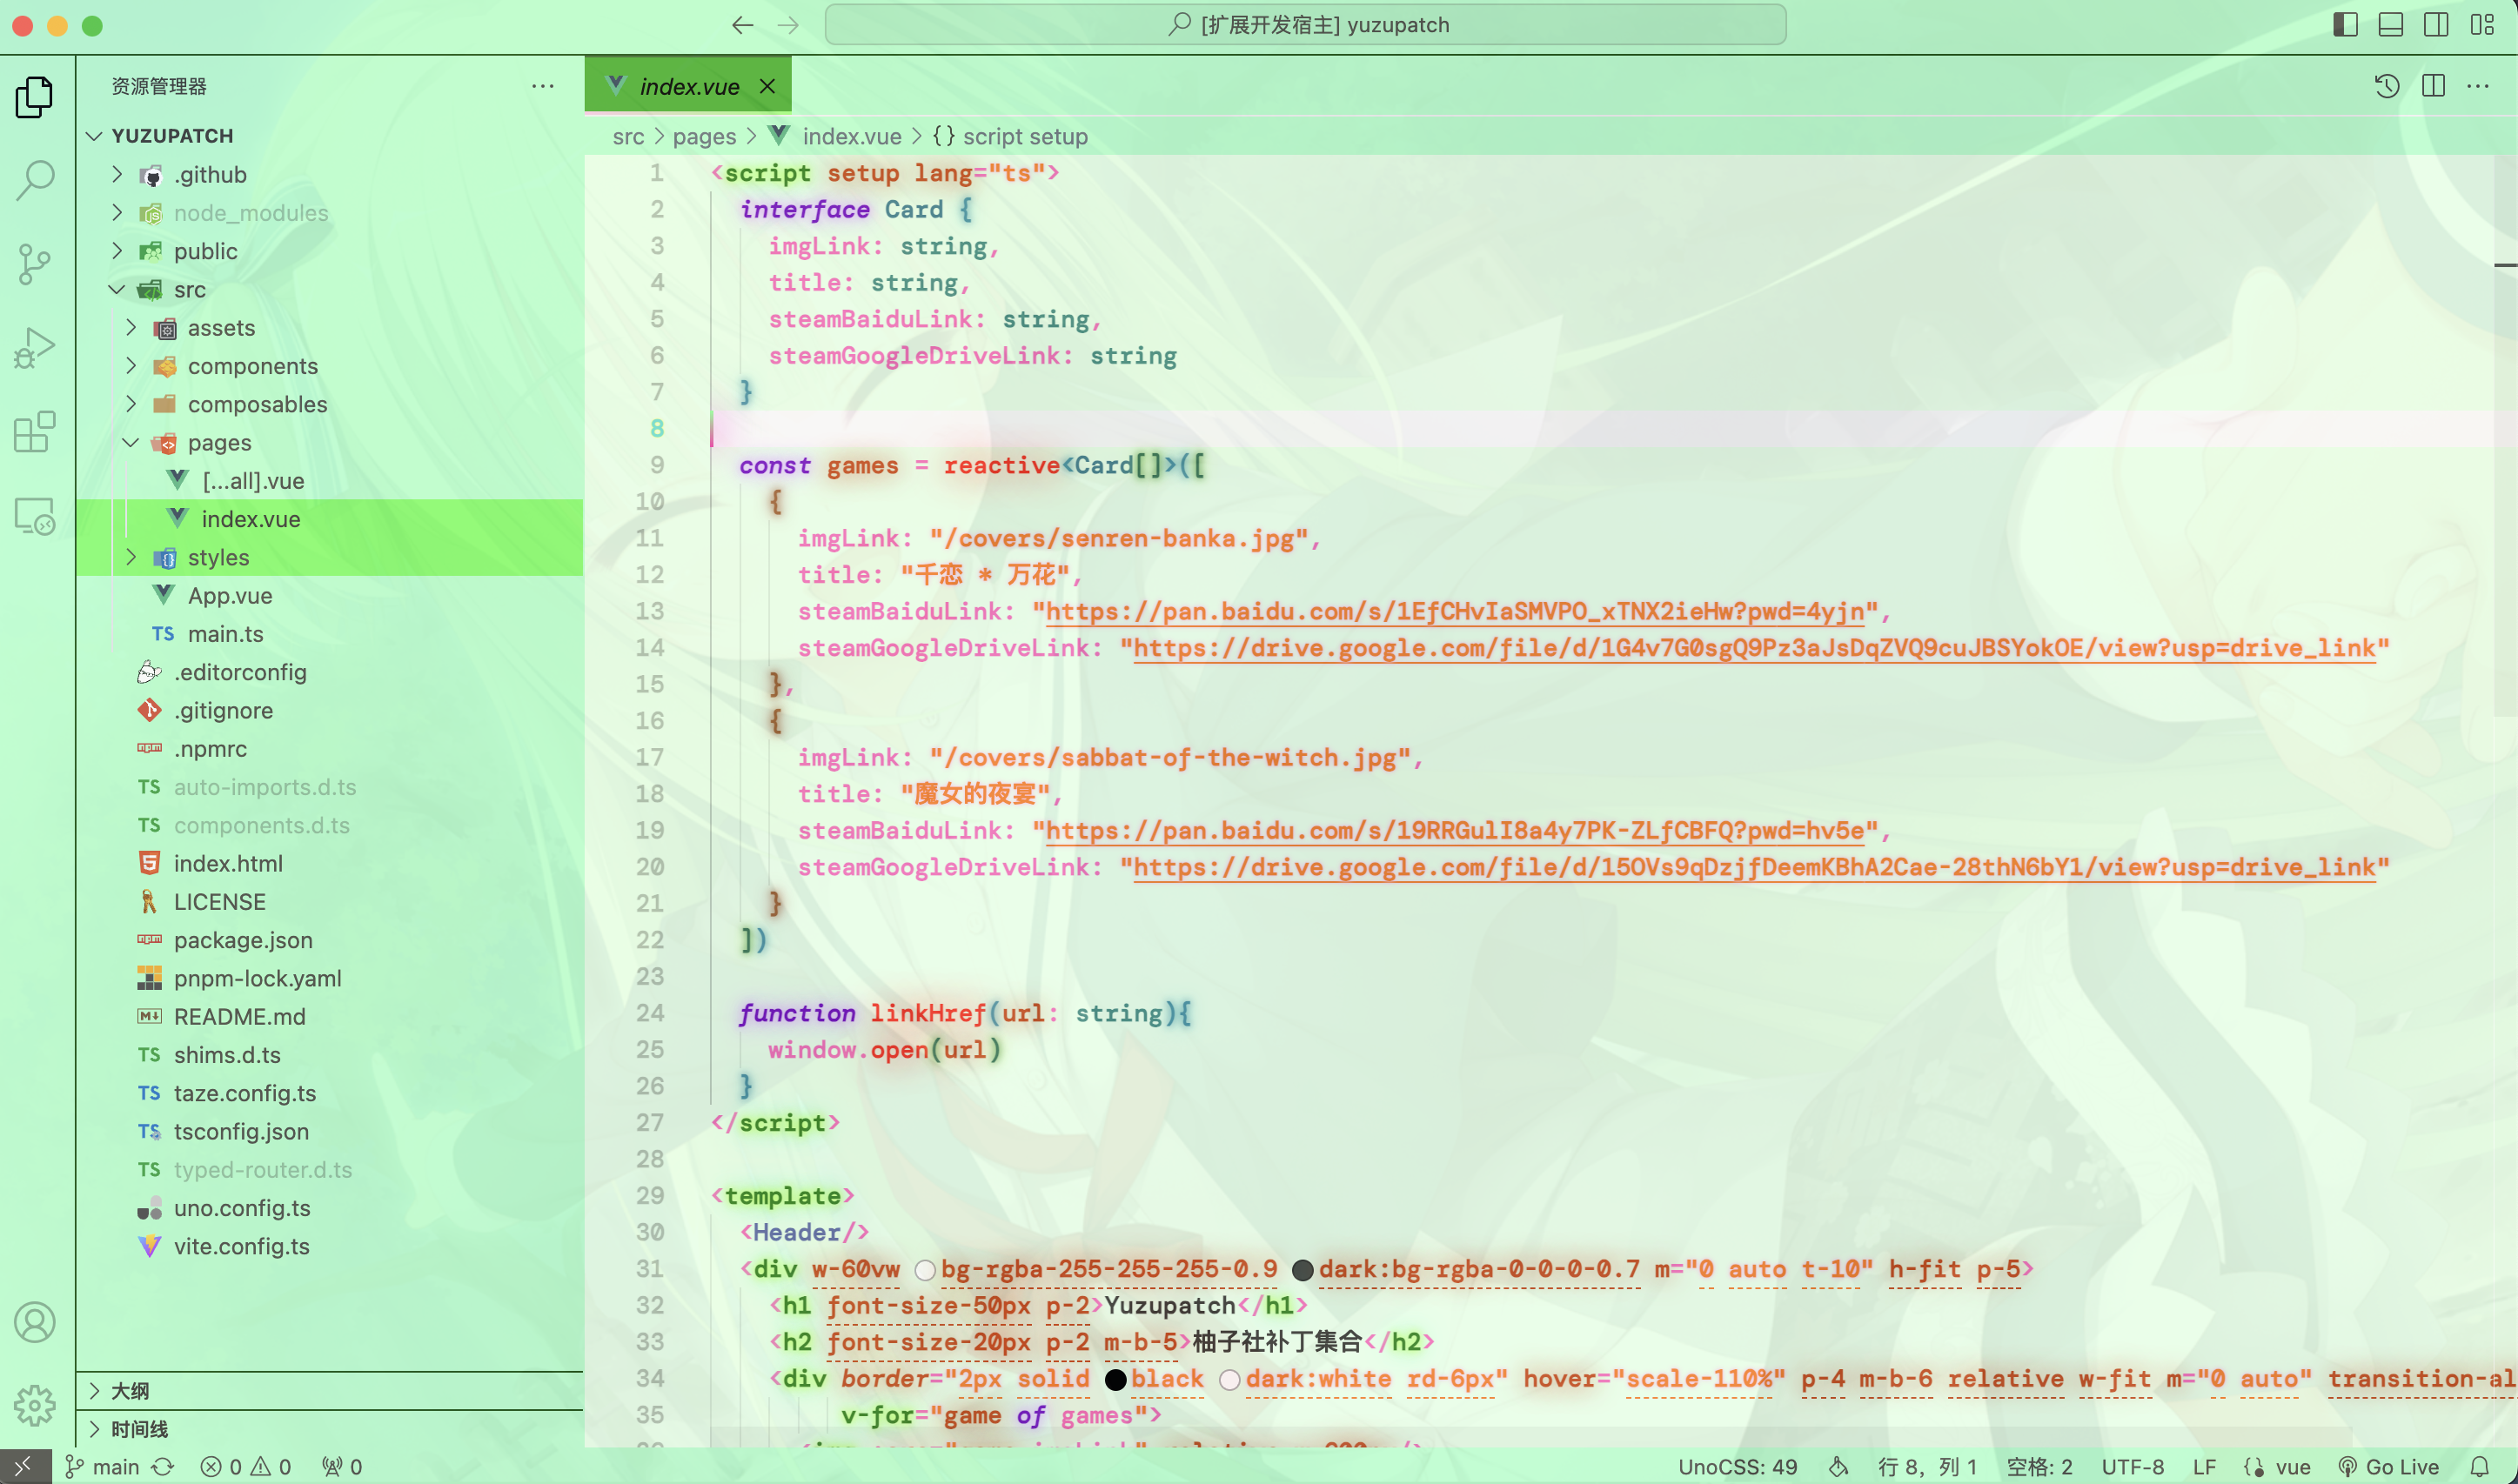 [扩展开发宿主] yuzupatch
资源管理器
index.vue
YUZUPATCH
src > pages > index.vue > {} script setup
.github
node_modules
public
src
assets
components
composables
pages
[...all].vue
index.vue
styles
App.vue
TS main.ts
.editorconfig
.gitignore
.npmrc
TS auto-imports.d.ts
TS components.d.ts
index.html
LICENSE
package.json
pnpm-lock.yaml
README.md
TS shims.d.ts
TS taze.config.ts
TS tsconfig.json
TS typed-router.d.ts
uno.config.ts
vite.config.ts
大纲
时间线
1 <script setup lang="ts">
2 interface Card {
3 imgLink: string,
4 title: string,
5 steamBaiduLink: string,
6 steamGoogleDriveLink: string
7 }
8
9 const games = reactive<Card[]>([
10 {
11 imgLink: "/covers/senren-banka.jpg",
12 title: "千恋 * 万花",
13 steamBaiduLink: "https://pan.baidu.com/s/1EfCHvIaSMVPO_xTNX2ieHw?pwd=4yjn",
14 steamGoogleDriveLink: "https://drive.google.com/file/d/1G4v7G0sgQ9Pz3aJsDqZVQ9cuJBSYokOE/view?usp=drive_link"
15 },
16 {
17 imgLink: "/covers/sabbat-of-the-witch.jpg",
18 title: "魔女的夜宴",
19 steamBaiduLink: "https://pan.baidu.com/s/19RRGulI8a4y7PK-ZLfCBFQ?pwd=hv5e",
20 steamGoogleDriveLink: "https://drive.google.com/file/d/15OVs9qDzjfDeemKBhA2Cae-28thN6bY1/view?usp=drive_link"
21 }
22 ])
23
24 function linkHref(url: string){
25 window.open(url)
26 }
27 </script>
28
29 <template>
30 <Header/>
31 <div w-60vw bg-rgba-255-255-255-0.9 dark:bg-rgba-0-0-0-0.7 m="0 auto t-10" h-fit p-5>
32 <h1 font-size-50px p-2>Yuzupatch</h1>
33 <h2 font-size-20px p-2 m-b-5>柚子社补丁集合</h2>
34 <div border="2px solid black dark:white rd-6px" hover="scale-110%" p-4 m-b-6 relative w-fit m="0 auto" transition-al
35 v-for="game of games">
main 0 0 0 UnoCSS: 49 行 8，列 1 空格: 2 UTF-8 LF vue Go Live